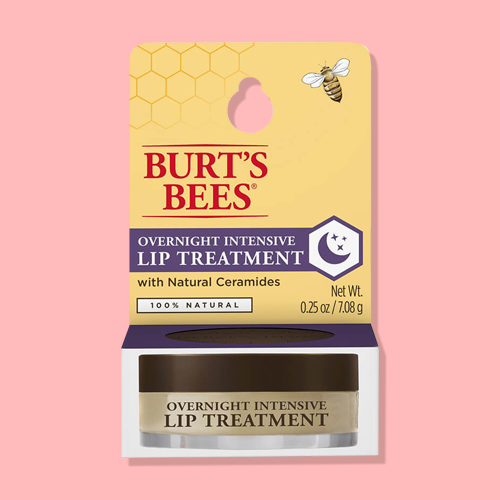 BURT'S
BEES®
OVERNIGHT INTENSIVE
LIP TREATMENT
with Natural Ceramides
100% NATURAL
Net Wt.
0.25 oz / 7.08 g
OVERNIGHT INTENSIVE
LIP TREATMENT